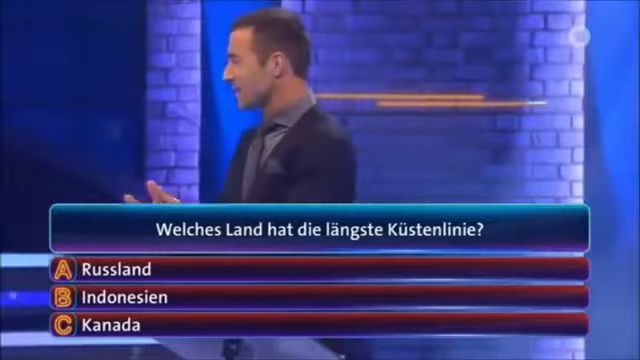 Welches Land hat die längste Küstenlinie?
A Russland
B Indonesien
C Kanada